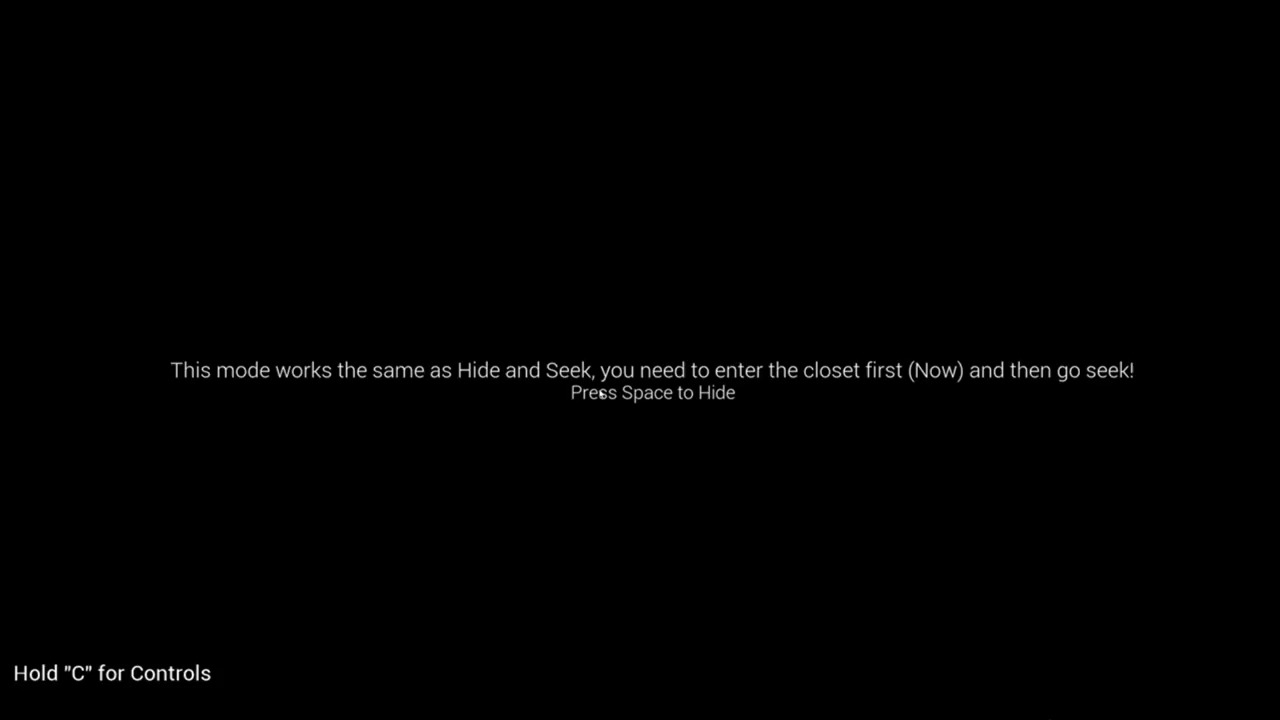 This mode works the same as Hide and Seek, you need to enter the closet first (Now) and then go seek!
Press Space to Hide
Hold "C" for Controls